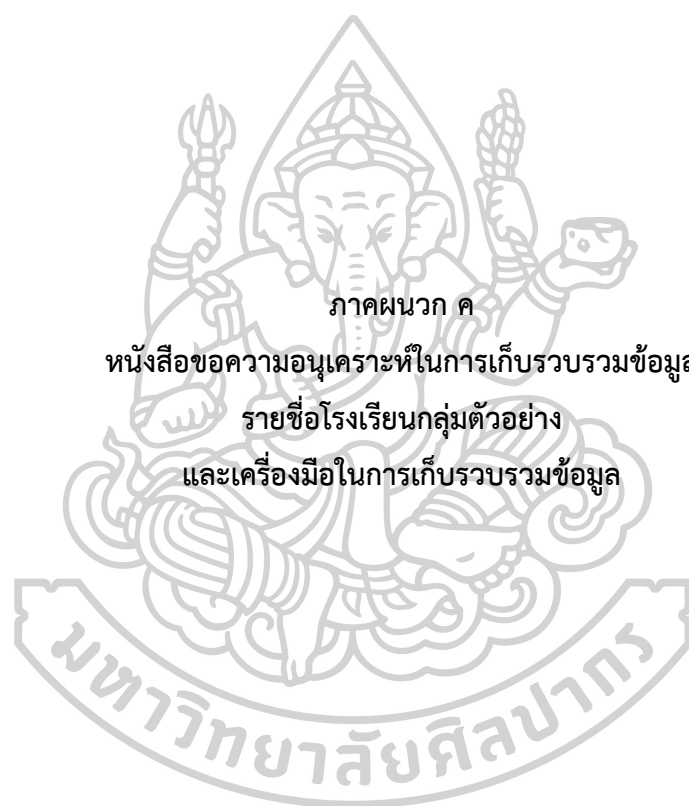 ภาคผนวก ค
หนังสือขอความอนุเคราะห์ในการเก็บรวบรวมข้อมูล
รายชื่อโรงเรียนกลุ่มตัวอย่าง
และเครื่องมือในการเก็บรวบรวมข้อมูล
มหาวิทยาลัยศิลปากร